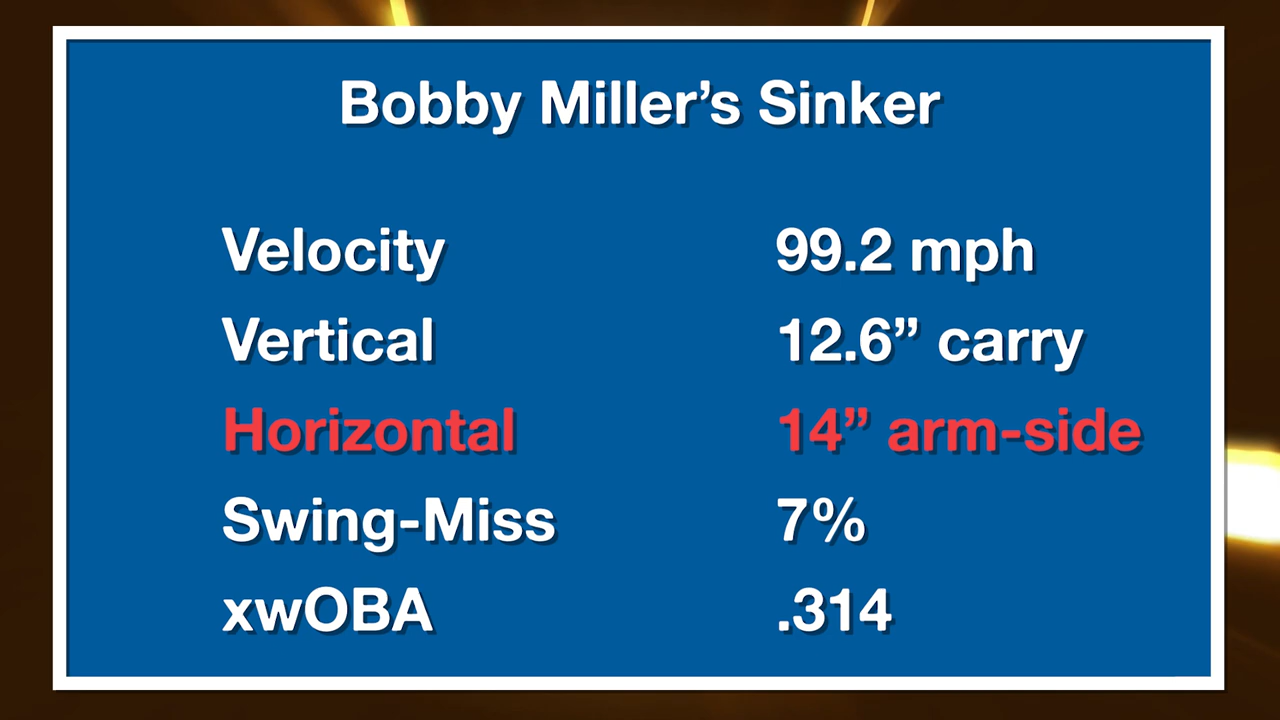 Bobby Miller’s Sinker
Velocity 99.2 mph
Vertical 12.6” carry
Horizontal 14” arm-side
Swing-Miss 7%
xwOBA .314